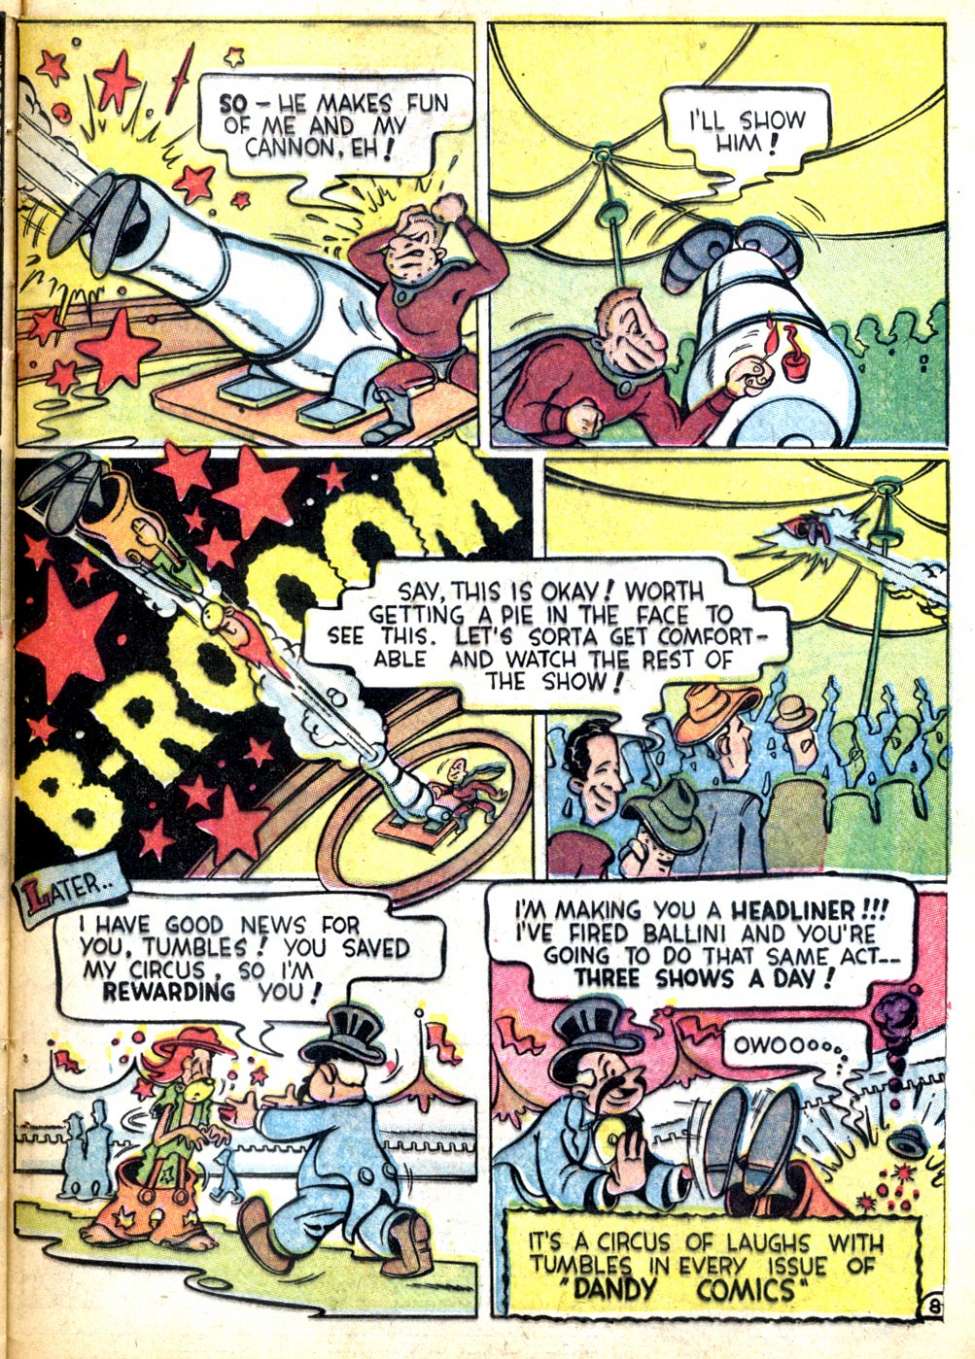 SO - HE MAKES FUN
OF ME AND MY
CANNON, EH!
I'LL SHOW
HIM!
B-ROOOOM
SAY, THIS IS OKAY! WORTH
GETTING A PIE IN THE FACE TO
SEE THIS. LET'S SORTA GET COMFORT-
ABLE AND WATCH THE REST OF
THE SHOW!
LATER..
I HAVE GOOD NEWS FOR
YOU, TUMBLES! YOU SAVED
MY CIRCUS, SO I'M
REWARDING YOU!
I'M MAKING YOU A HEADLINER!!!
I'VE FIRED BALLINI AND YOU'RE
GOING TO DO THAT SAME ACT--
THREE SHOWS A DAY!
OWOOoo..
IT'S A CIRCUS OF LAUGHS WITH
TUMBLES IN EVERY ISSUE OF
"DANDY COMICS"
8